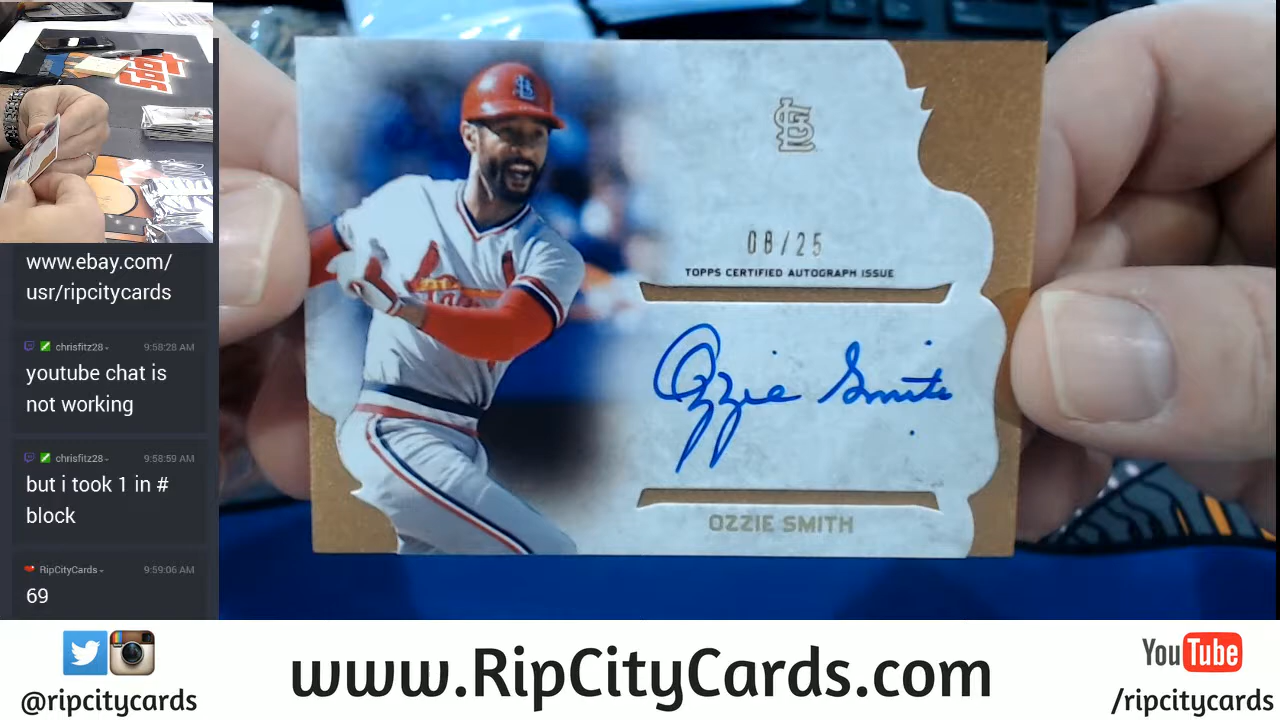 www.ebay.com/
usr/ripcitycards
chrisfitz28
9:58:28 AM
youtube chat is
not working
chrisfitz28
9:58:59 AM
but i took 1 in #
block
RipCityCards
9:59:06 AM
69
08/25
TOPPS CERTIFIED AUTOGRAPH ISSUE
Ozzie Smith
OZZIE SMITH
@ripcitycards
www.RipCityCards.com
YouTube
/ripcitycards